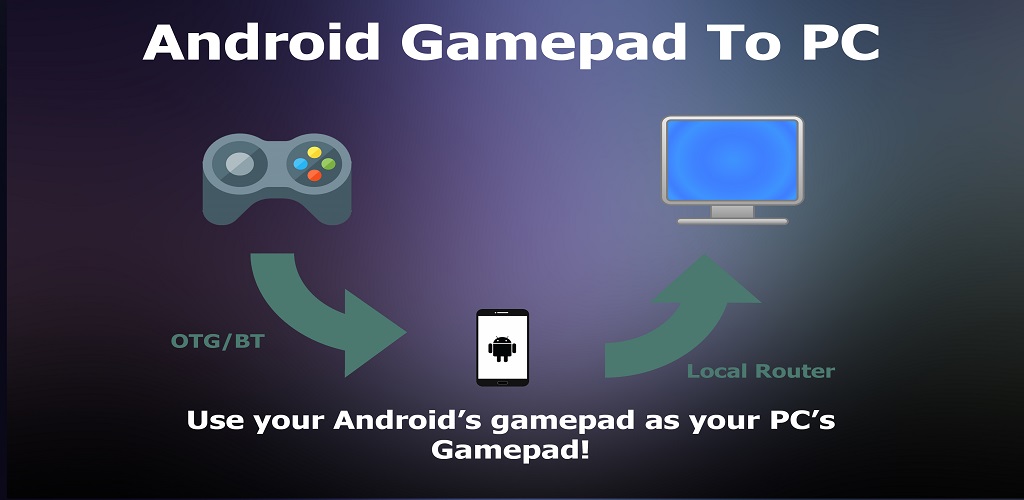 Android Gamepad To PC
OTG/BT
Local Router
Use your Android’s gamepad as your PC’s
Gamepad!